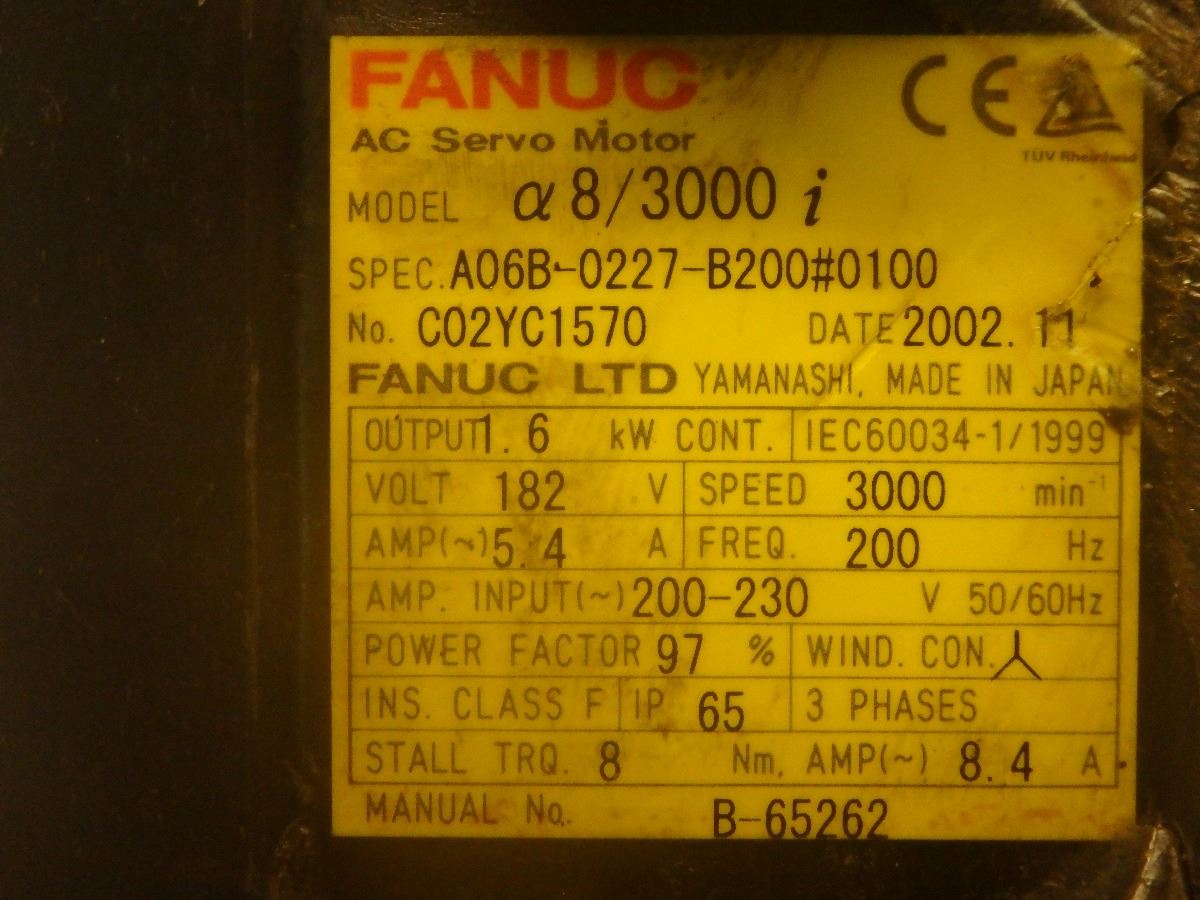 FANUC
CE
TÜV Rheinland
AC Servo Motor
MODEL α8/3000 i
SPEC. A06B-0227-B200#0100
No. C02YC1570 DATE 2002.11
FANUC LTD YAMANASHI, MADE IN JAPAN
OUTPUT 1.6 kW CONT. IEC60034-1/1999
VOLT 182 V SPEED 3000 min⁻¹
AMP(~) 5.4 A FREQ. 200 Hz
AMP. INPUT(~) 200-230 V 50/60Hz
POWER FACTOR 97 % WIND. CON.
INS. CLASS F IP 65 3 PHASES
STALL TRQ. 8 Nm, AMP(~) 8.4 A
MANUAL No. B-65262